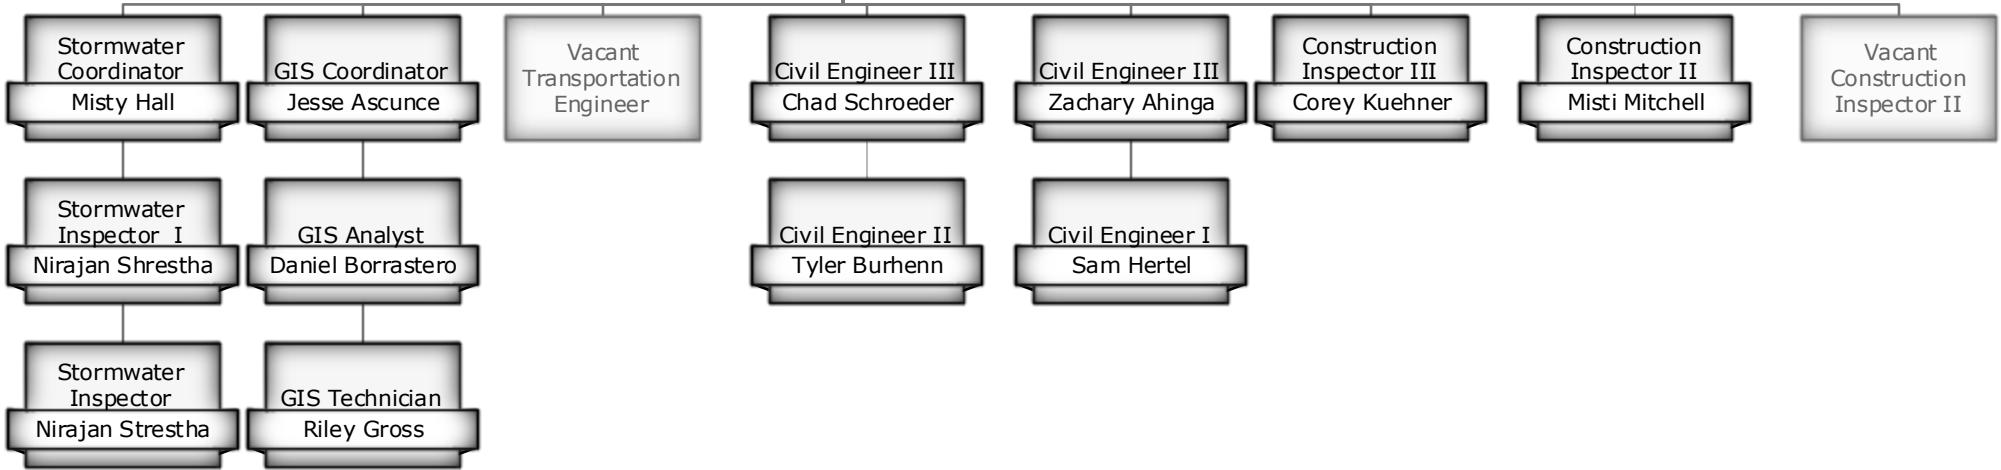 Stormwater
Coordinator
Misty Hall
GIS Coordinator
Jesse Ascunce
Vacant
Transportation
Engineer
Civil Engineer III
Chad Schroeder
Civil Engineer III
Zachary Ahinga
Construction
Inspector III
Corey Kuehner
Construction
Inspector II
Misti Mitchell
Vacant
Construction
Inspector II
Stormwater
Inspector I
Nirajan Shrestha
GIS Analyst
Daniel Borrastero
Civil Engineer II
Tyler Burhenn
Civil Engineer I
Sam Hertel
Stormwater
Inspector
Nirajan Strestha
GIS Technician
Riley Gross